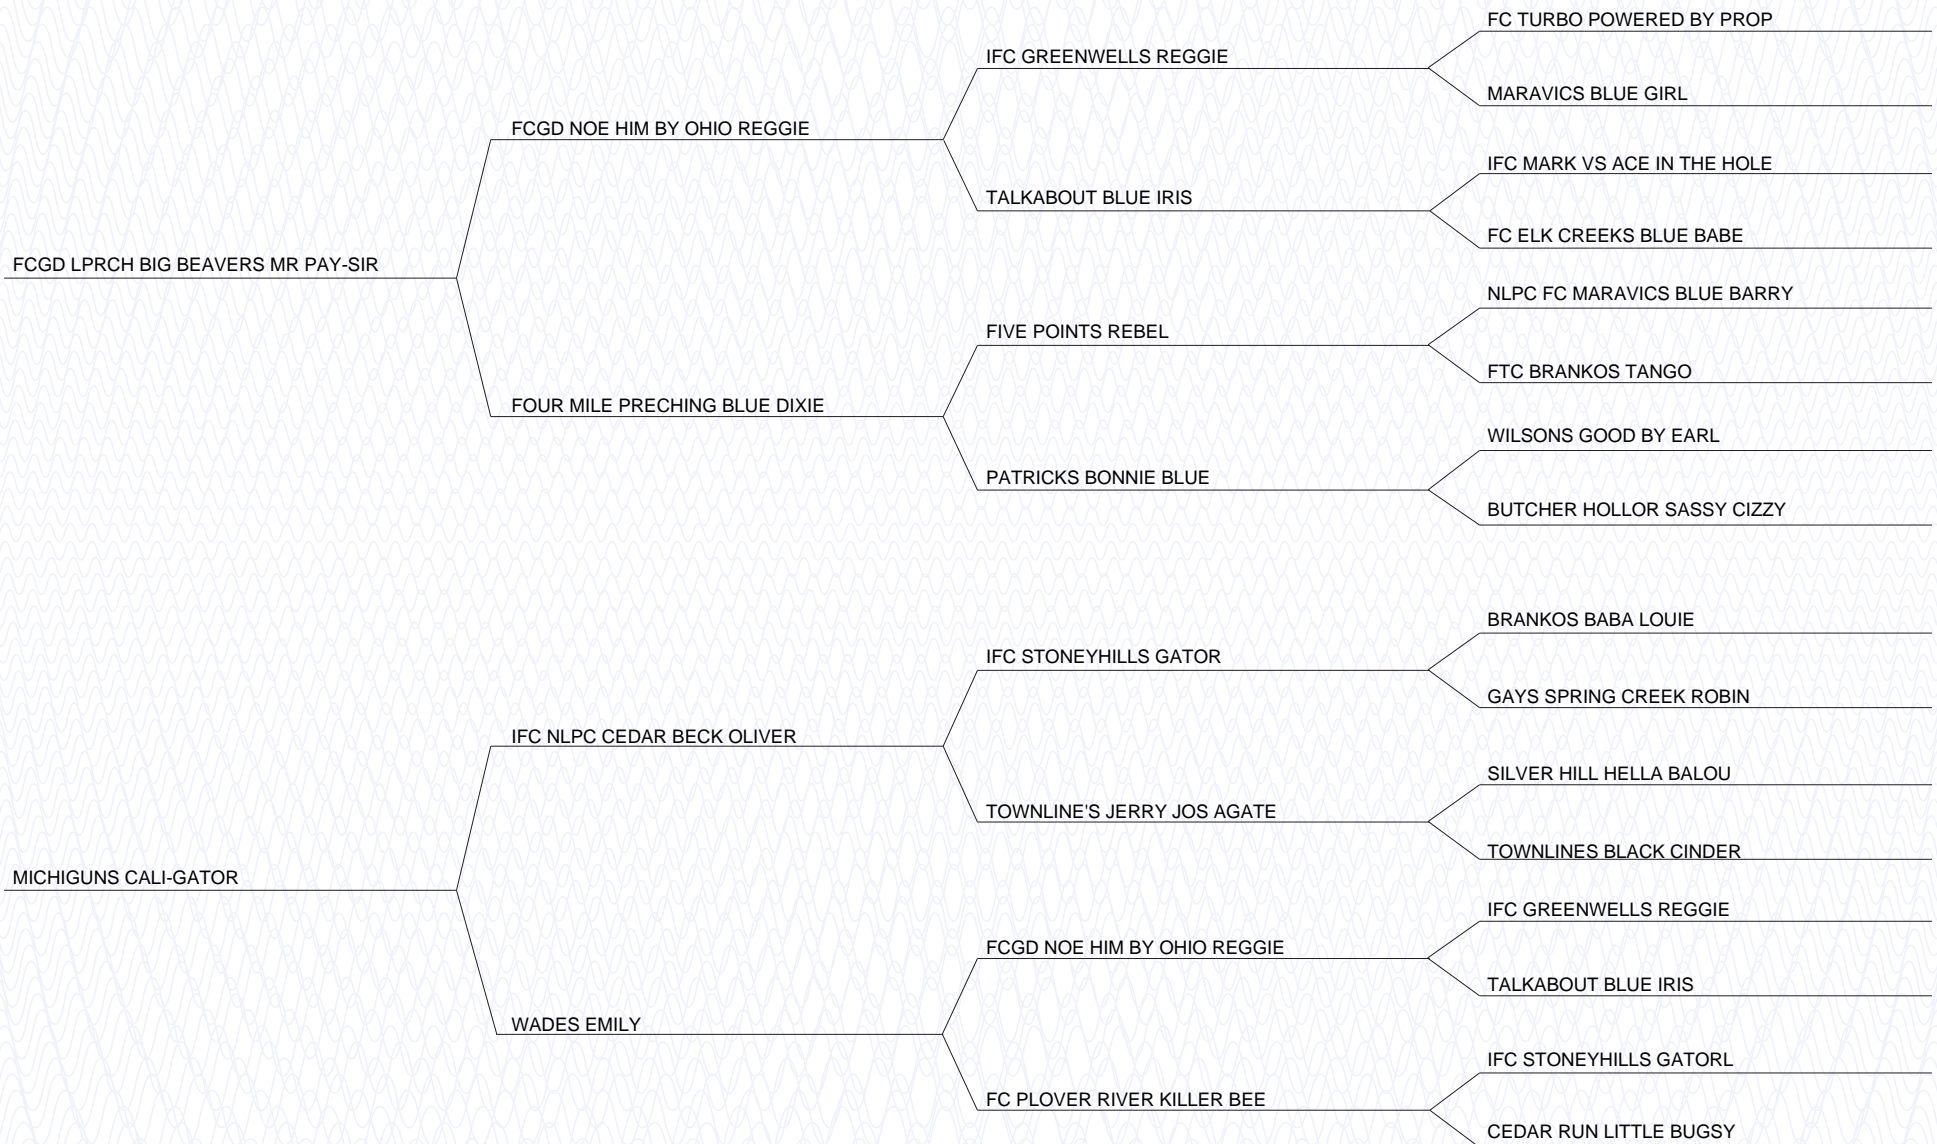 FC TURBO POWERED BY PROP
IFC GREENWELLS REGGIE
MARAVICS BLUE GIRL
FCGD NOE HIM BY OHIO REGGIE
IFC MARK VS ACE IN THE HOLE
TALKABOUT BLUE IRIS
FC ELK CREEKS BLUE BABE
FCGD LPRCH BIG BEAVERS MR PAY-SIR
NLPC FC MARAVICS BLUE BARRY
FIVE POINTS REBEL
FTC BRANKOS TANGO
FOUR MILE PRECHING BLUE DIXIE
WILSONS GOOD BY EARL
PATRICKS BONNIE BLUE
BUTCHER HOLLOR SASSY CIZZY
BRANKOS BABA LOUIE
IFC STONEYHILLS GATOR
GAYS SPRING CREEK ROBIN
IFC NLPC CEDAR BECK OLIVER
SILVER HILL HELLA BALOU
TOWNLINE'S JERRY JOS AGATE
TOWNLINES BLACK CINDER
MICHIGUNS CALI-GATOR
IFC GREENWELLS REGGIE
FCGD NOE HIM BY OHIO REGGIE
TALKABOUT BLUE IRIS
WADES EMILY
IFC STONEYHILLS GATORL
FC PLOVER RIVER KILLER BEE
CEDAR RUN LITTLE BUGSY